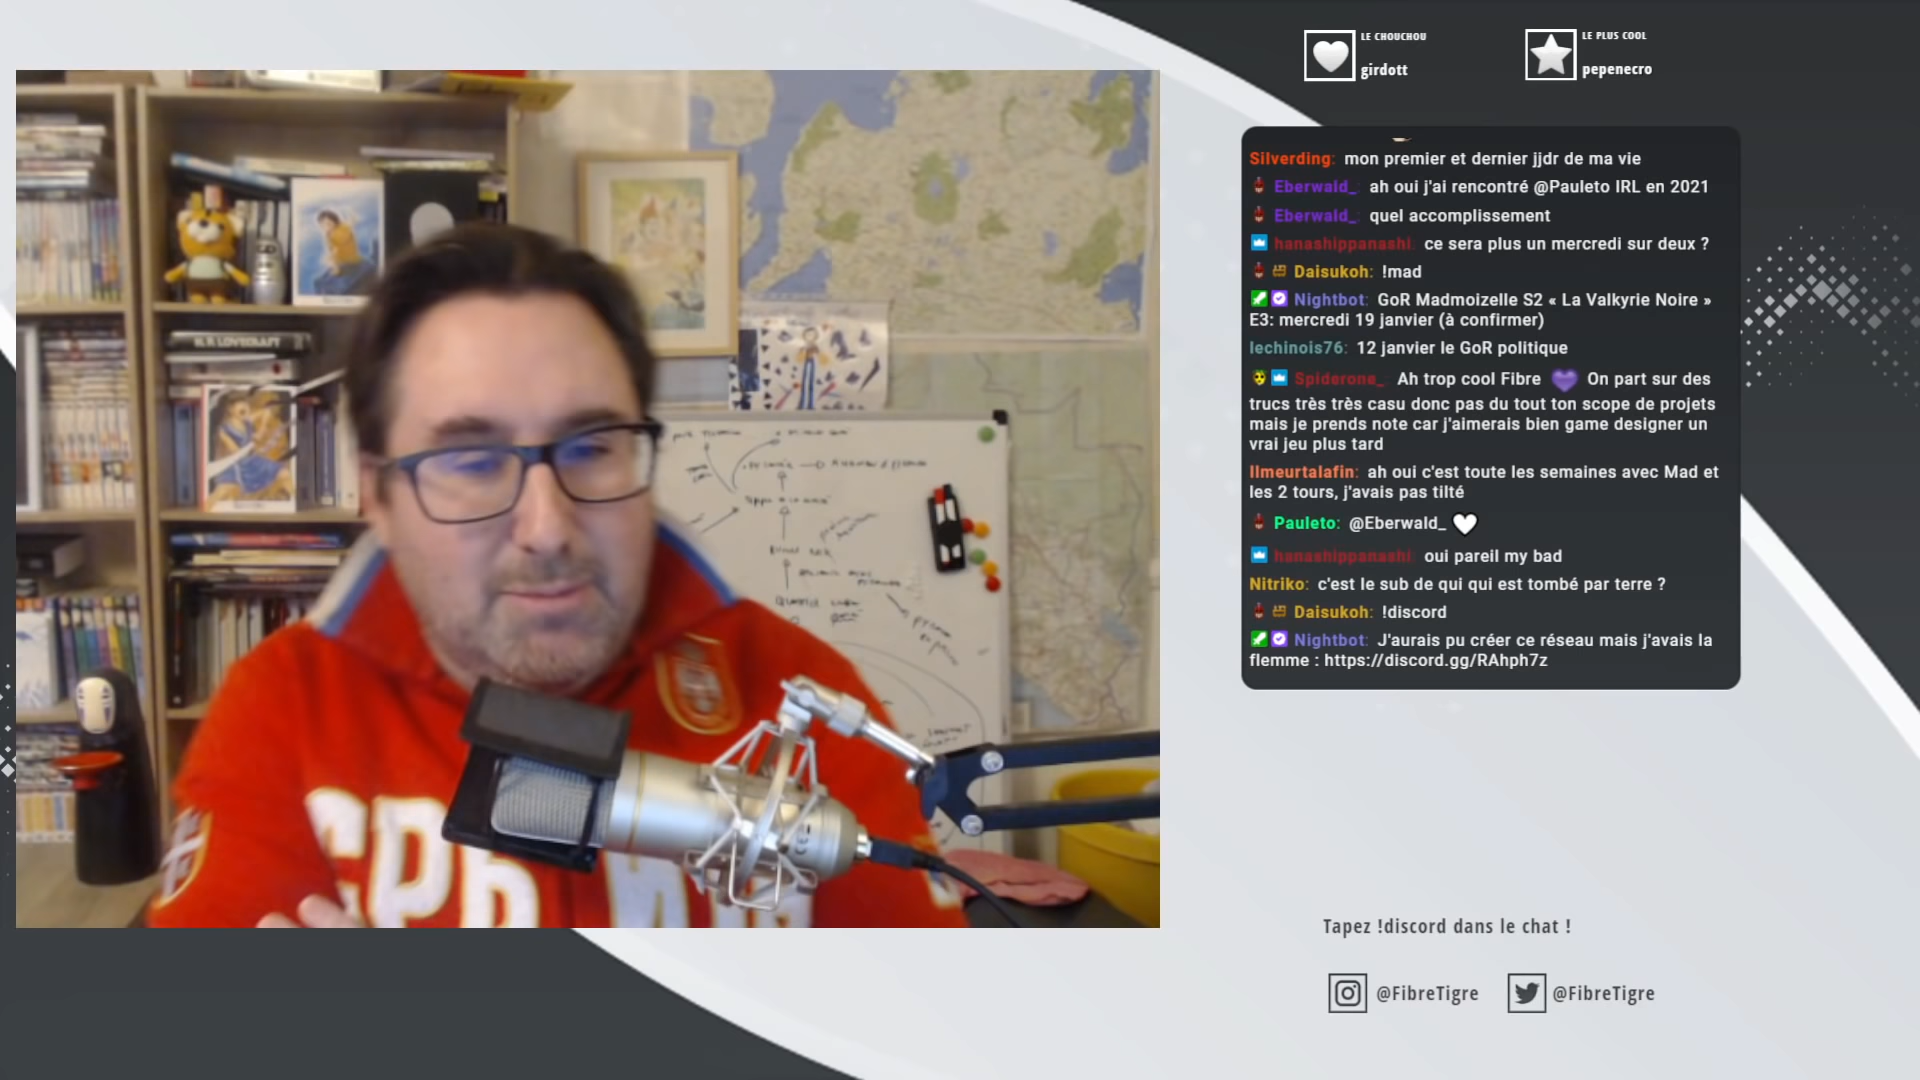 LE CHOUCHOU
girdott
LE PLUS COOL
pepenecro
Silverding: mon premier et dernier jjdr de ma vie
Eberwald_: ah oui j'ai rencontré @Pauleto IRL en 2021
Eberwald_: quel accomplissement
hanashippanashi: ce sera plus un mercredi sur deux ?
Daisukoh: !mad
Nightbot: GoR Madmoizelle S2 « La Valkyrie Noire »
E3: mercredi 19 janvier (à confirmer)
lechinois76: 12 janvier le GoR politique
Spiderone_: Ah trop cool Fibre On part sur des
trucs très très casu donc pas du tout ton scope de projets
mais je prends note car j'aimerais bien game designer un
vrai jeu plus tard
Ilmeurtalafin: ah oui c'est toute les semaines avec Mad et
les 2 tours, j'avais pas tilté
Pauleto: @Eberwald_
hanashippanashi: oui pareil my bad
Nitriko: c'est le sub de qui qui est tombé par terre ?
Daisukoh: !discord
Nightbot: J'aurais pu créer ce réseau mais j'avais la
flemme : https://discord.gg/RAhph7z
H.P. LOVECRAFT
Tapez !discord dans le chat !
@FibreTigre
@FibreTigre